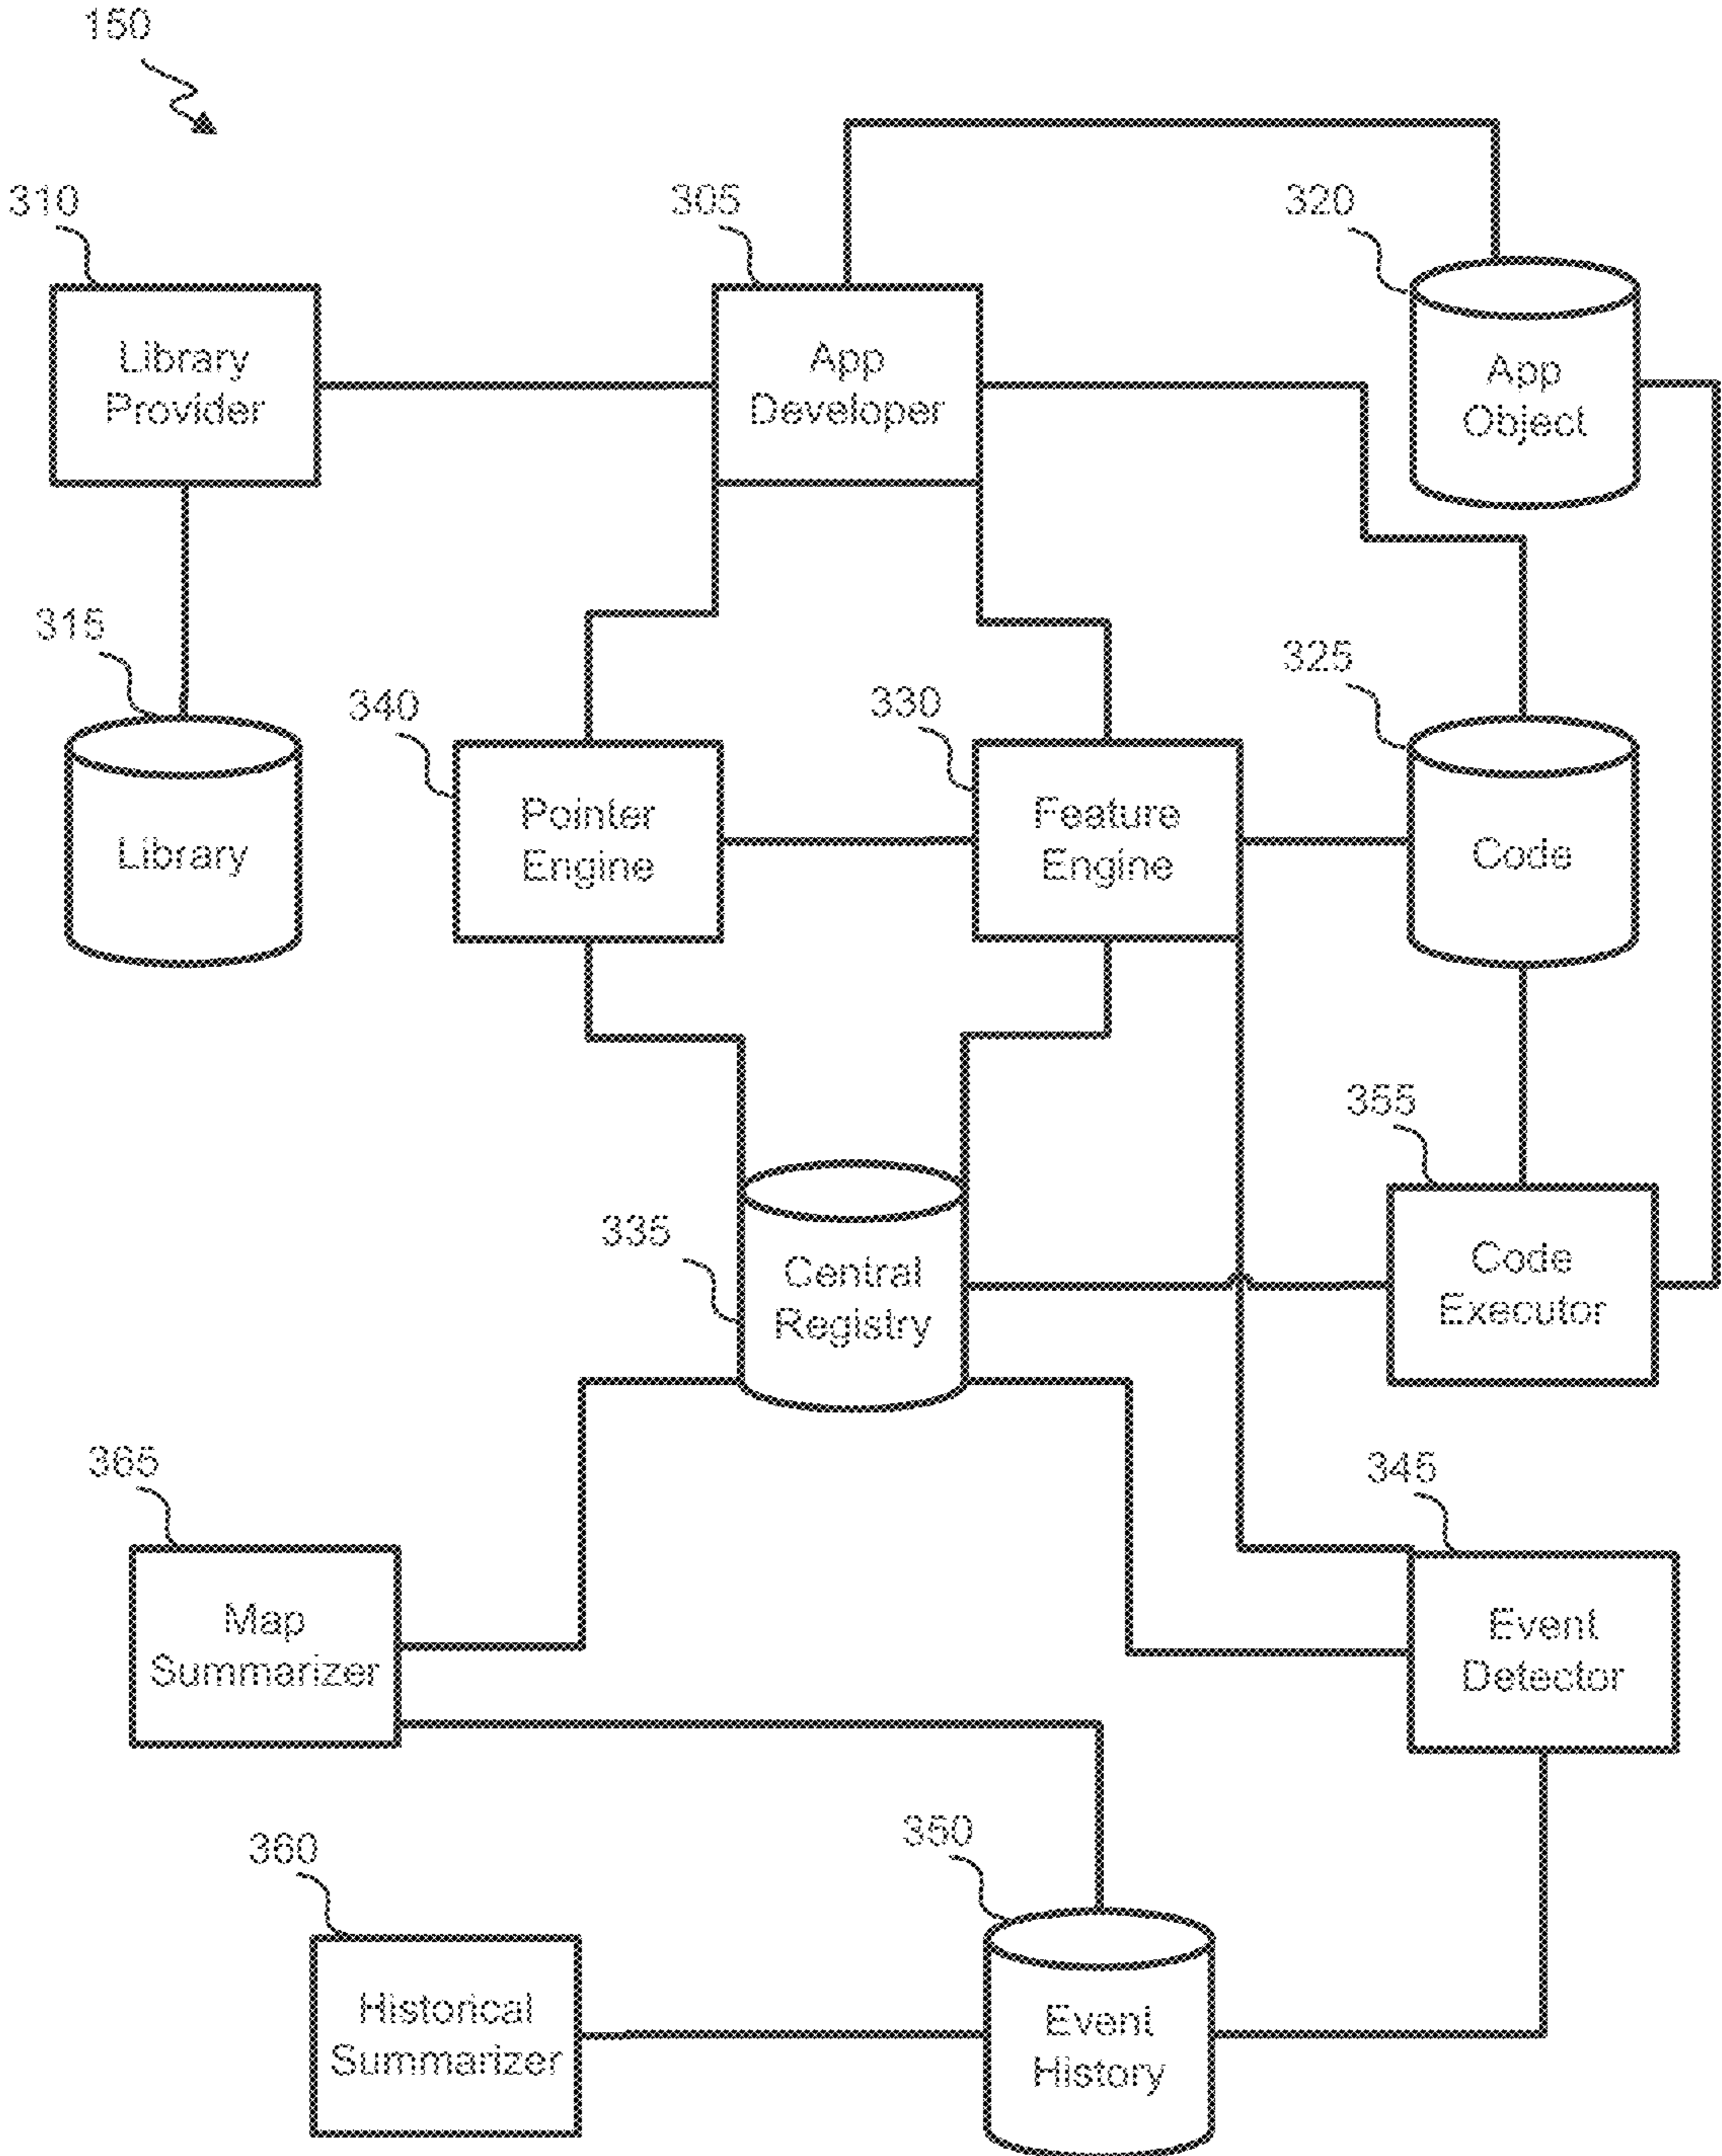 150
310
305
320
Library
Provider
App
Developer
App
Object
315
340
330
325
Library
Pointer
Engine
Feature
Engine
Code
335
355
Central
Registry
Code
Executor
365
345
Map
Summarizer
Event
Detector
360
350
Historical
Summarizer
Event
History